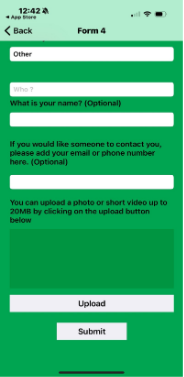 12:42
App Store
Back
Form 4
Other
Who ?
What is your name? (Optional)
If you would like someone to contact you,
please add your email or phone number
here. (Optional)
You can upload a photo or short video up to
20MB by clicking on the upload button
below
Upload
Submit